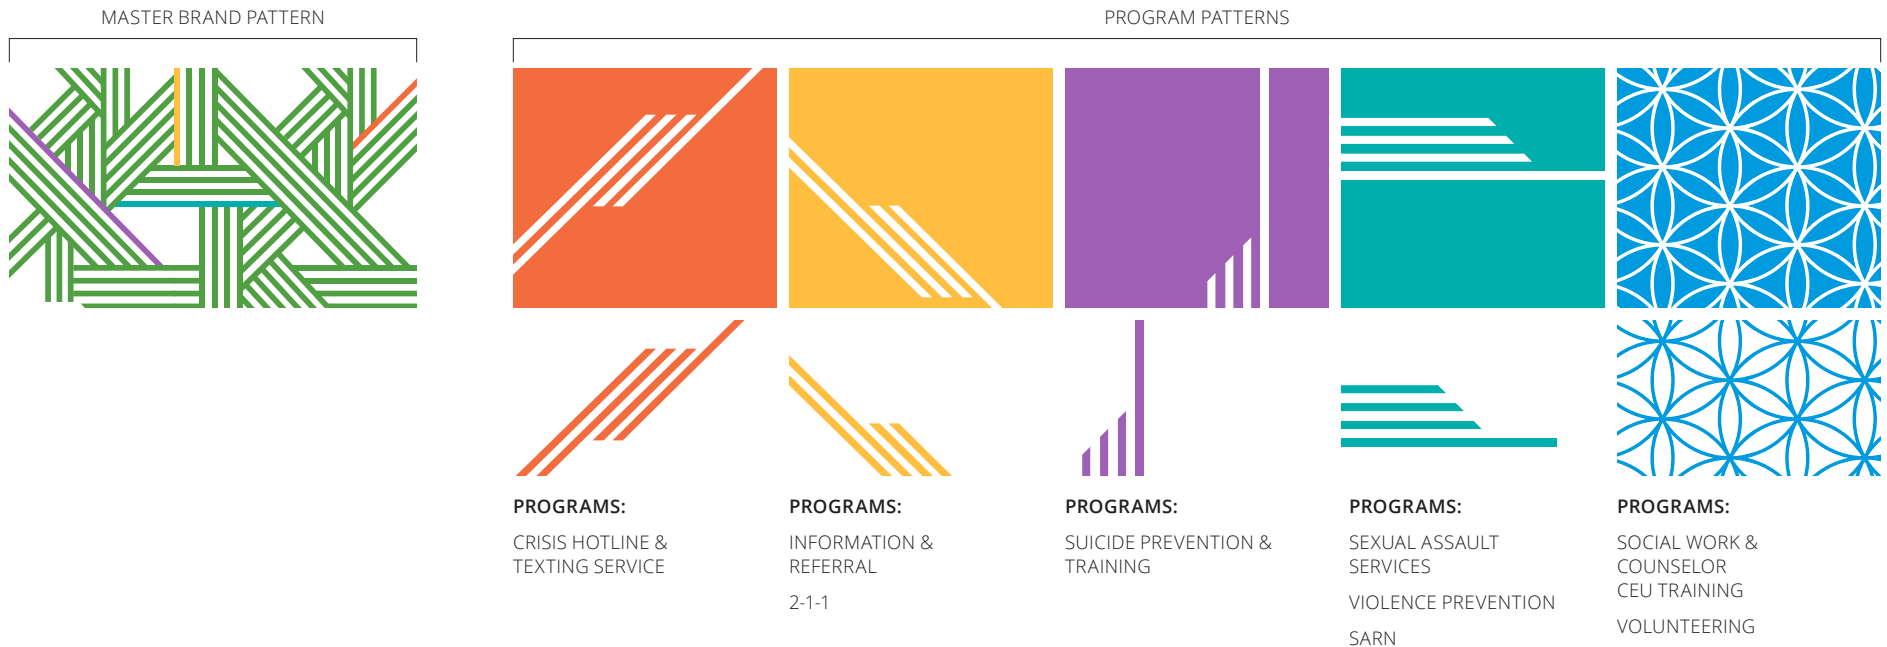 MASTER BRAND PATTERN
PROGRAM PATTERNS
PROGRAMS:
CRISIS HOTLINE &
TEXTING SERVICE
PROGRAMS:
INFORMATION &
REFERRAL
2-1-1
PROGRAMS:
SUICIDE PREVENTION &
TRAINING
PROGRAMS:
SEXUAL ASSAULT
SERVICES
VIOLENCE PREVENTION
SARN
PROGRAMS:
SOCIAL WORK &
COUNSELOR
CEU TRAINING
VOLUNTEERING